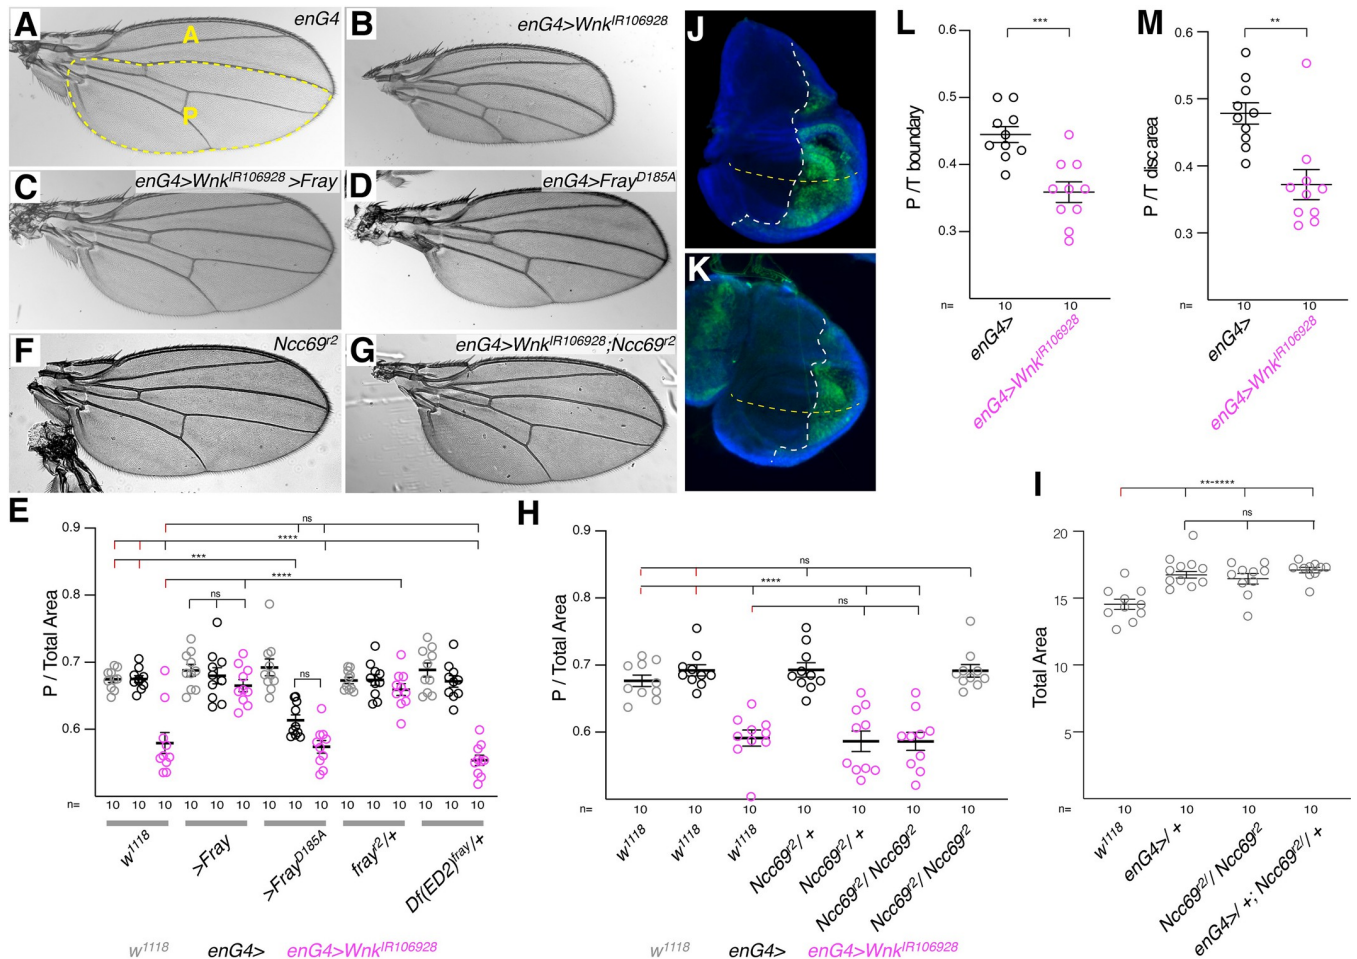 A
enG4
A
P
B
enG4>Wnk^IR106928
C
enG4>Wnk^IR106928 >Fray
D
enG4>Fray^D185A
F
Ncc69^r2
G
enG4>Wnk^IR106928;Ncc69^r2
J
K
L
0.6
***
0.5
0.4
0.3
P /T boundary
n= 10 10
enG4>
enG4>Wnk^IR106928
M
0.6
**
0.5
0.4
0.3
P /T disc area
n= 10 10
enG4>
enG4>Wnk^IR106928
E
0.9
0.8
0.7
0.6
P / Total Area
ns
****
***
****
ns
ns
n= 10 10 10 10 10 10 10 10 10 10 10 10 10 10 10
w^1118
>Fray
>Fray^D185A
fray^r2/+
Df(ED2)^fray/+
w^1118 enG4> enG4>Wnk^IR106928
H
0.9
0.8
0.7
0.6
P / Total Area
ns
****
ns
n= 10 10 10 10 10 10 10
w^1118
w^1118
w^1118
Ncc69^r2/ +
Ncc69^r2/ +
Ncc69^r2/ Ncc69^r2
Ncc69^r2/ Ncc69^r2
w^1118 enG4> enG4>Wnk^IR106928
I
**-****
ns
20
15
10
5
Total Area
n= 10 10 10 10
w^1118
enG4>/ +
Ncc69^r2/ / Ncc69^r2
enG4>/ +; Ncc69^r2/ / +